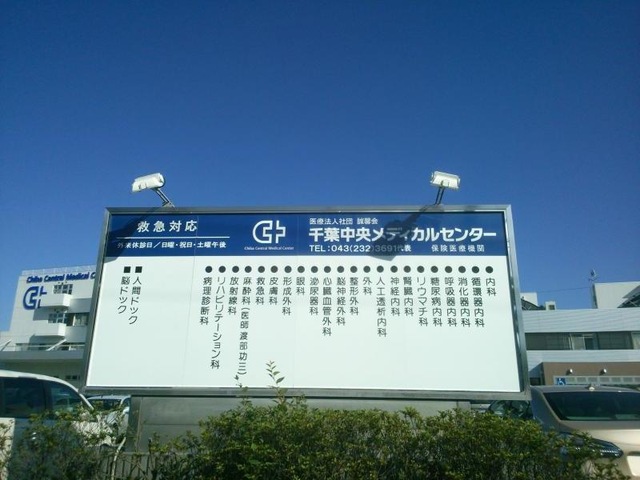 救急対応
外来休診日／日曜・祝日・土曜午後
Chiba Central Medical Center
医療法人社団 誠馨会
千葉中央メディカルセンター
TEL:043(232)3691代表 保険医療機関
●内科
●循環器内科
●消化器内科
●呼吸器内科
●糖尿病内科
●リウマチ科
●腎臓内科
●神経内科
●人工透析内科
●外科
●整形外科
●脳神経外科
●心臓血管外科
●泌尿器科
●眼科
●形成外科
●皮膚科
●救急科
●麻酔科(医師 渡部功三)
●放射線科
●リハビリテーション科
●病理診断科
■人間ドック
■脳ドック
Chiba Central Medical C